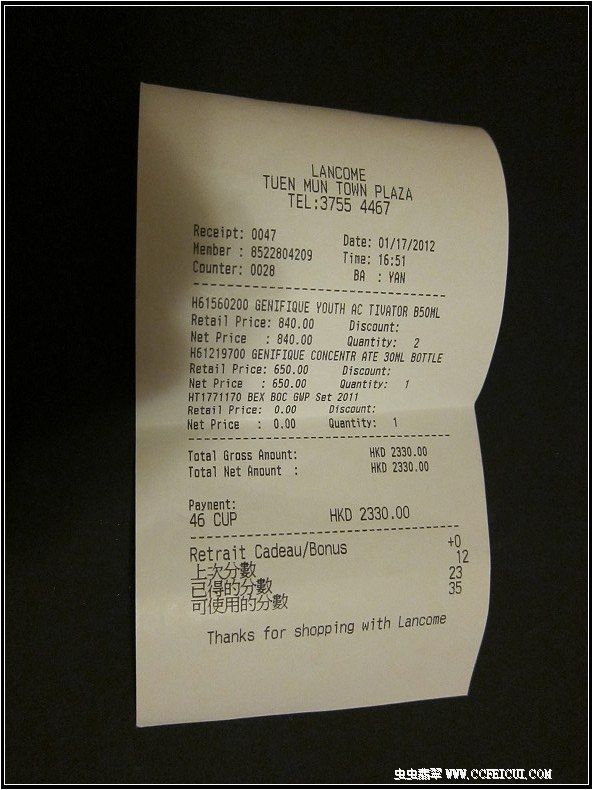 LANCOME
TUEN MUN TOWN PLAZA
TEL:3755 4467
Receipt: 0047 Date: 01/17/2012
Member : 8522804209 Time: 16:51
Counter: 0028 BA : YAN
H61560200 GENIFIQUE YOUTH AC TIVATOR B50ML
Retail Price: 840.00 Discount:
Net Price : 840.00 Quantity: 2
H61219700 GENIFIQUE CONCENTR ATE 30ML BOTTLE
Retail Price: 650.00 Discount:
Net Price : 650.00 Quantity: 1
HT1771170 BEX BOC GWP Set 2011
Retail Price: 0.00 Discount:
Net Price : 0.00 Quantity: 1
Total Gross Amount: HKD 2330.00
Total Net Amount : HKD 2330.00
Payment:
46 CUP HKD 2330.00
Retrait Cadeau/Bonus +0
上次分數 12
已得的分數 23
可使用的分數 35
Thanks for shopping with Lancome
虫虫翡翠 WWW.CCFEICUI.COM